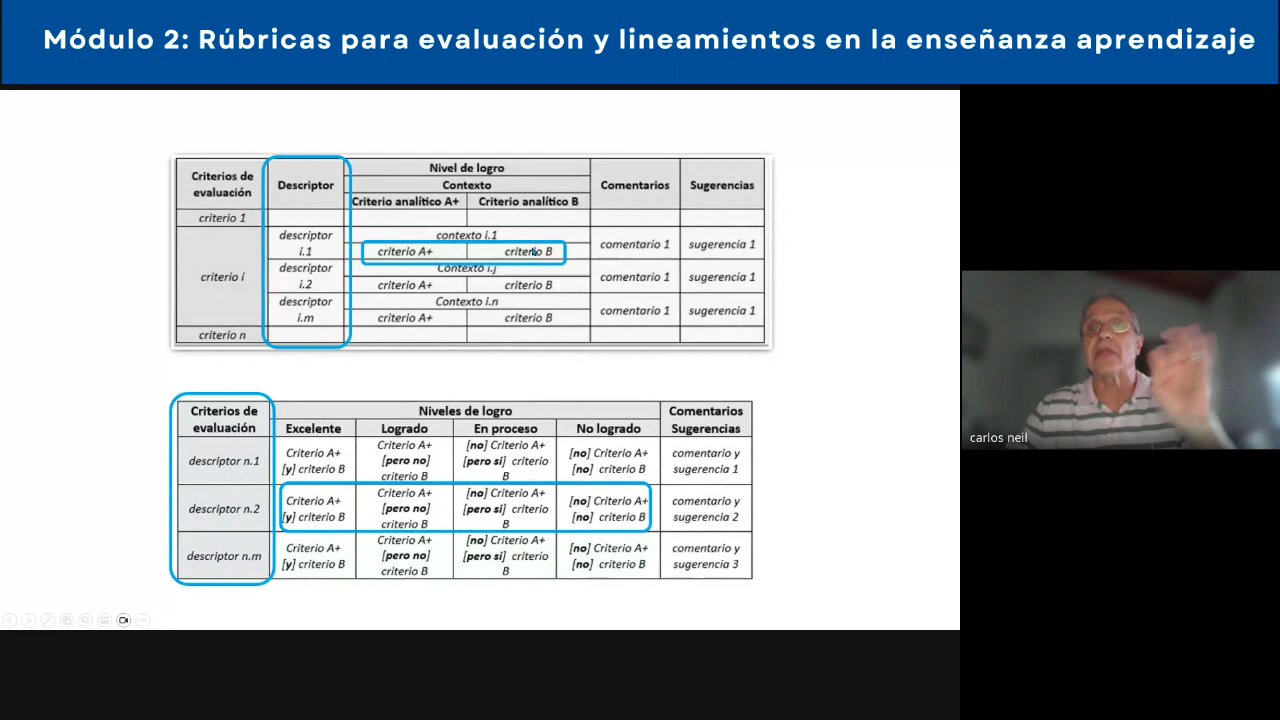 Módulo 2: Rúbricas para evaluación y lineamientos en la enseñanza aprendizaje
Criterios de evaluación
Descriptor
Nivel de logro
Contexto
Criterio analítico A+
Criterio analítico B
Comentarios
Sugerencias
criterio 1
criterio i
descriptor i.1
contexto i.1
criterio A+
criterio B
comentario 1
sugerencia 1
descriptor i.2
Contexto i.j
criterio A+
criterio B
comentario 1
sugerencia 1
descriptor i.m
Contexto i.n
criterio A+
criterio B
comentario 1
sugerencia 1
criterio n
Criterios de evaluación
Niveles de logro
Comentarios Sugerencias
Excelente
Logrado
En proceso
No logrado
descriptor n.1
Criterio A+ [y] criterio B
Criterio A+ [pero no] criterio B
[no] Criterio A+ [pero si] criterio B
[no] Criterio A+ [no] criterio B
comentario y sugerencia 1
descriptor n.2
Criterio A+ [y] criterio B
Criterio A+ [pero no] criterio B
[no] Criterio A+ [pero si] criterio B
[no] Criterio A+ [no] criterio B
comentario y sugerencia 2
descriptor n.m
Criterio A+ [y] criterio B
Criterio A+ [pero no] criterio B
[no] Criterio A+ [pero si] criterio B
[no] Criterio A+ [no] criterio B
comentario y sugerencia 3
carlos neil